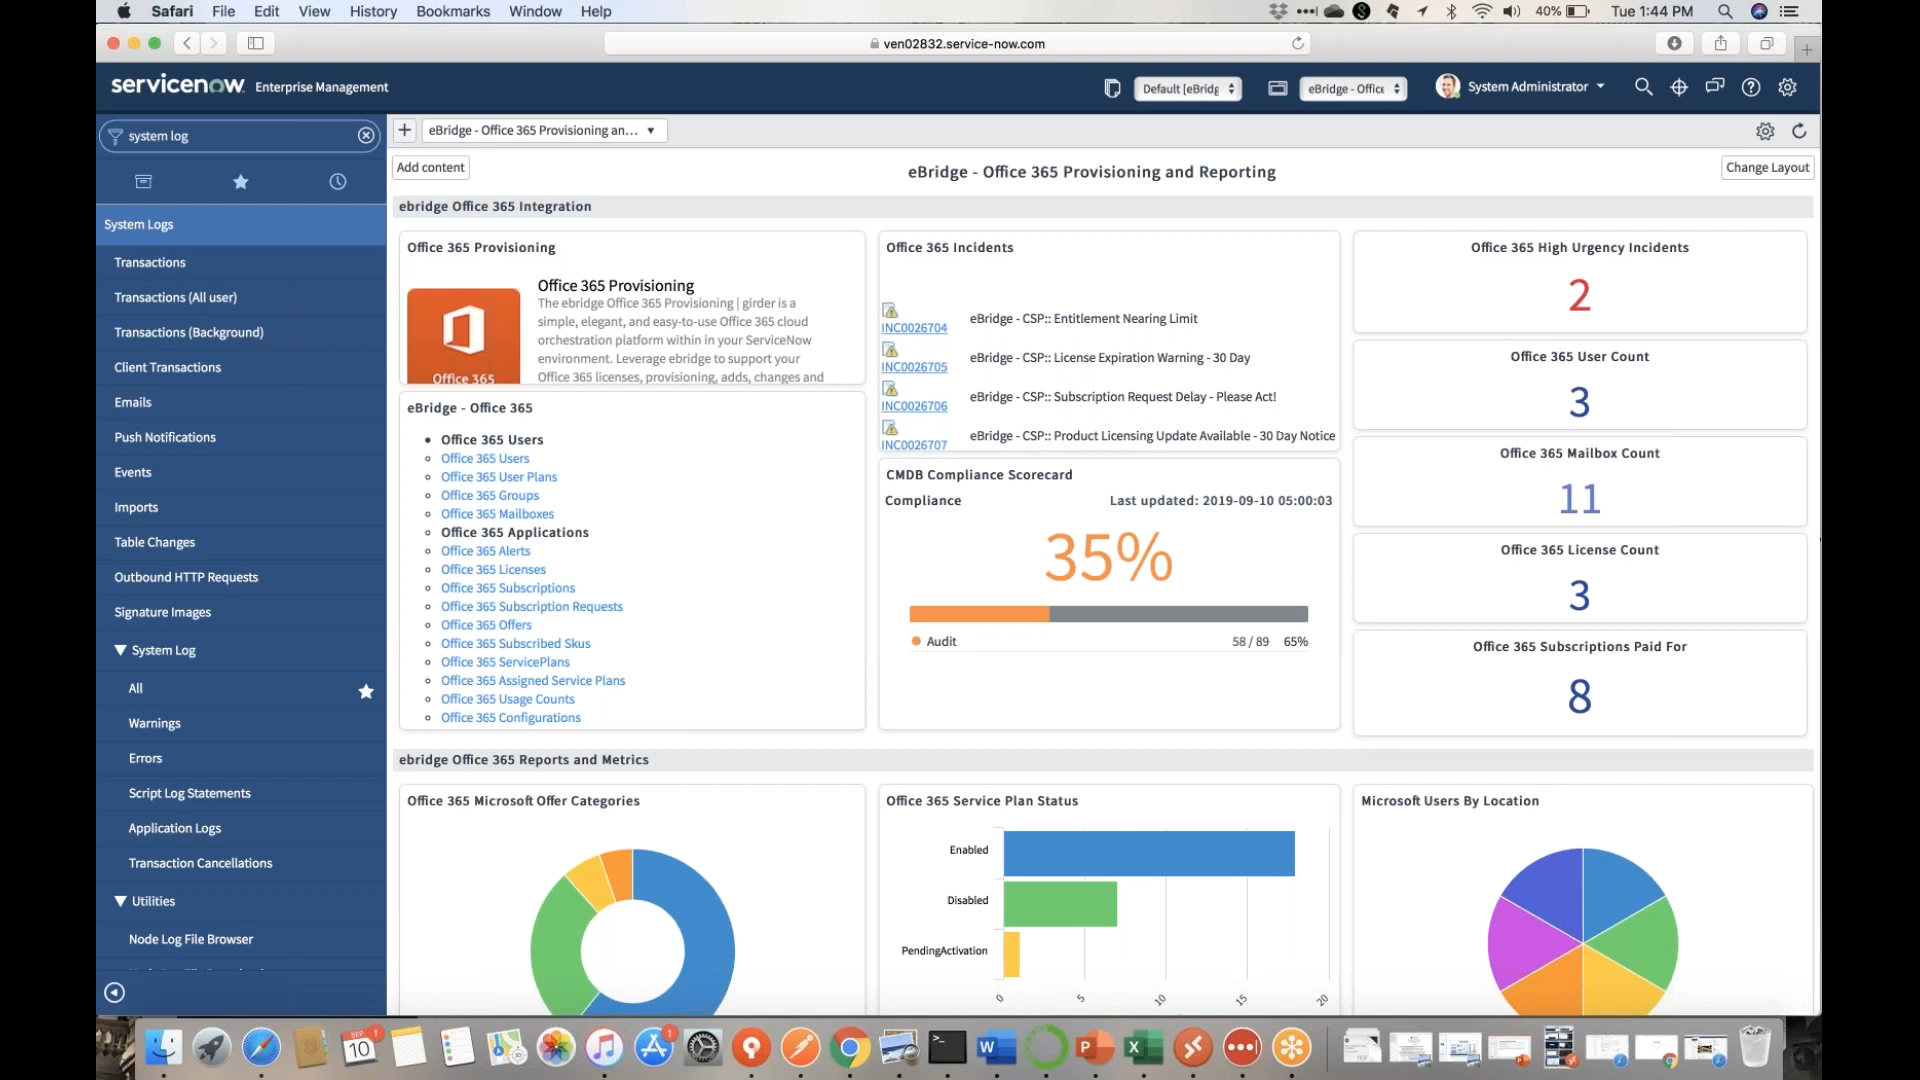 Safari File Edit View History Bookmarks Window Help
40% Tue 1:44 PM
ven02832.service-now.com
servicenow Enterprise Management
Default [eBridg
eBridge - Office
System Administrator
system log
eBridge - Office 365 Provisioning an...
Add content
eBridge - Office 365 Provisioning and Reporting
Change Layout
System Logs
Transactions
Transactions (All user)
Transactions (Background)
Client Transactions
Emails
Push Notifications
Events
Imports
Table Changes
Outbound HTTP Requests
Signature Images
System Log
All
Warnings
Errors
Script Log Statements
Application Logs
Transaction Cancellations
Utilities
Node Log File Browser
ebridge Office 365 Integration
Office 365 Provisioning
Office 365
Office 365 Provisioning
The ebridge Office 365 Provisioning | girder is a
simple, elegant, and easy-to-use Office 365 cloud
orchestration platform within in your ServiceNow
environment. Leverage ebridge to support your
Office 365 licenses, provisioning, adds, changes and
eBridge - Office 365
Office 365 Users
Office 365 Users
Office 365 User Plans
Office 365 Groups
Office 365 Mailboxes
Office 365 Applications
Office 365 Alerts
Office 365 Licenses
Office 365 Subscriptions
Office 365 Subscription Requests
Office 365 Offers
Office 365 Subscribed Skus
Office 365 ServicePlans
Office 365 Assigned Service Plans
Office 365 Usage Counts
Office 365 Configurations
Office 365 Incidents
INC0026704 eBridge - CSP:: Entitlement Nearing Limit
INC0026705 eBridge - CSP:: License Expiration Warning - 30 Day
INC0026706 eBridge - CSP:: Subscription Request Delay - Please Act!
INC0026707 eBridge - CSP:: Product Licensing Update Available - 30 Day Notice
CMDB Compliance Scorecard
Compliance Last updated: 2019-09-10 05:00:03
35%
Audit 58 / 89 65%
Office 365 High Urgency Incidents
2
Office 365 User Count
3
Office 365 Mailbox Count
11
Office 365 License Count
3
Office 365 Subscriptions Paid For
8
ebridge Office 365 Reports and Metrics
Office 365 Microsoft Offer Categories
Office 365 Service Plan Status
Enabled
Disabled
PendingActivation
0 5 10 15 20
Microsoft Users By Location
SEP
10
1
1
W
P
X